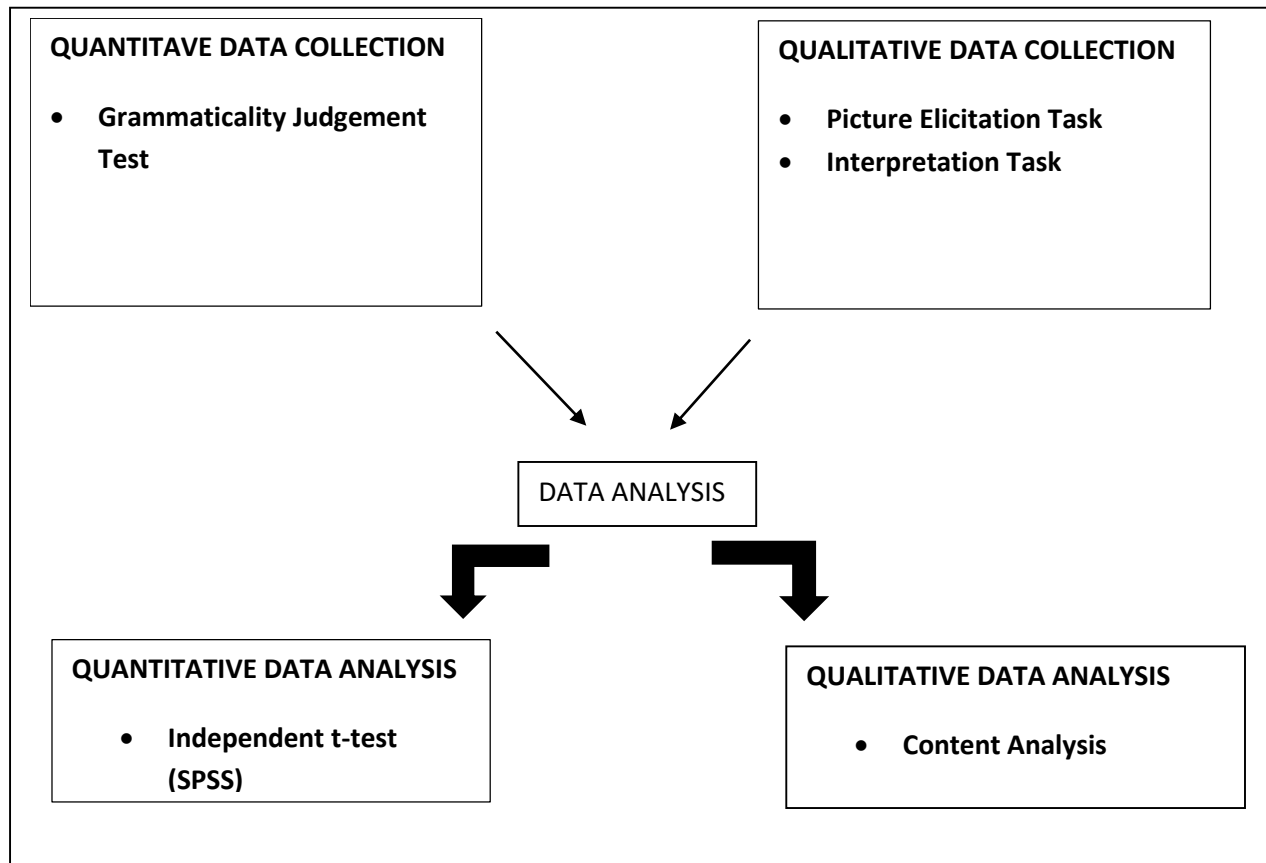 QUANTITAVE DATA COLLECTION
• Grammaticality Judgement
Test
QUALITATIVE DATA COLLECTION
• Picture Elicitation Task
• Interpretation Task
DATA ANALYSIS
QUANTITATIVE DATA ANALYSIS
• Independent t-test
(SPSS)
QUALITATIVE DATA ANALYSIS
• Content Analysis